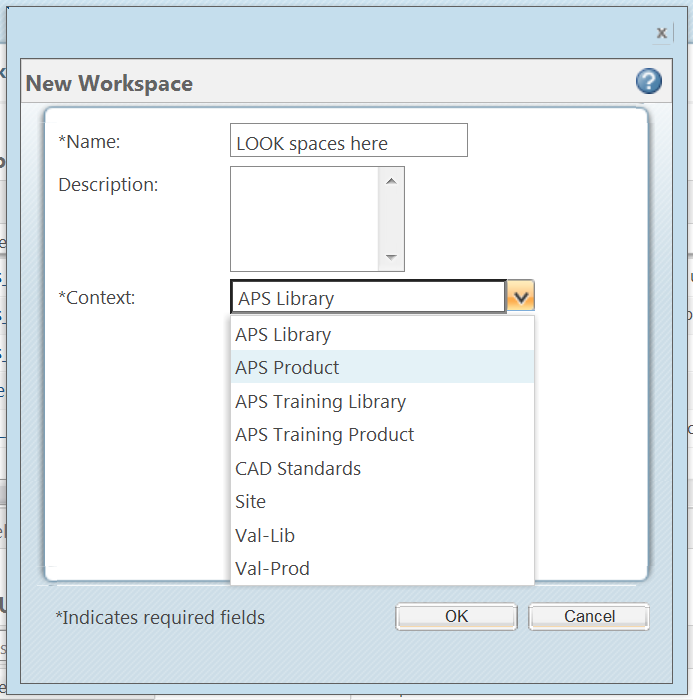 x
New Workspace
?
*Name:
LOOK spaces here
Description:
*Context:
APS Library
APS Library
APS Product
APS Training Library
APS Training Product
CAD Standards
Site
Val-Lib
Val-Prod
*Indicates required fields
OK
Cancel